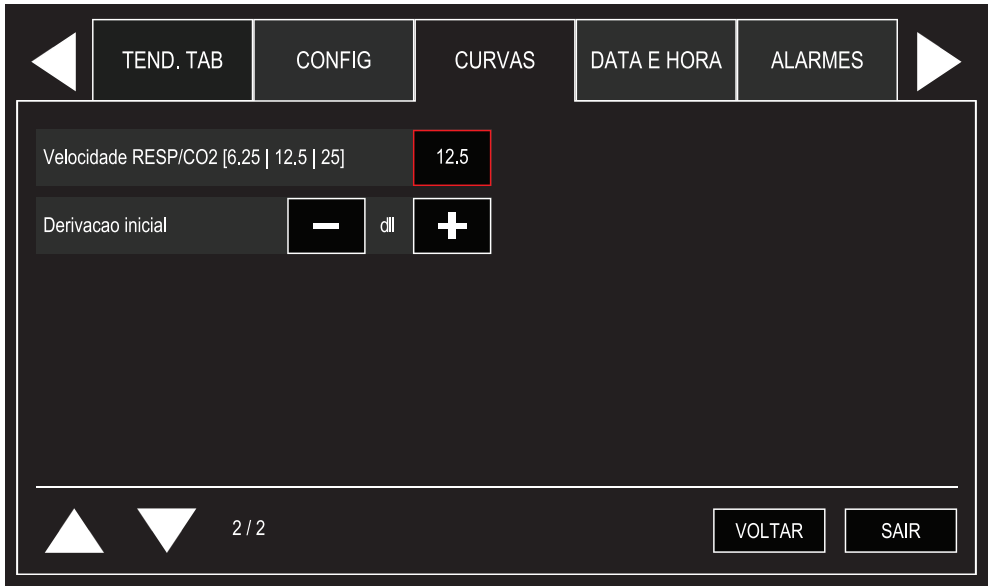 TEND. TAB CONFIG CURVAS DATA E HORA ALARMES
Velocidade RESP/CO2 [6,25 | 12,5 | 25] 12.5
Derivacao inicial dII
2 / 2 VOLTAR SAIR